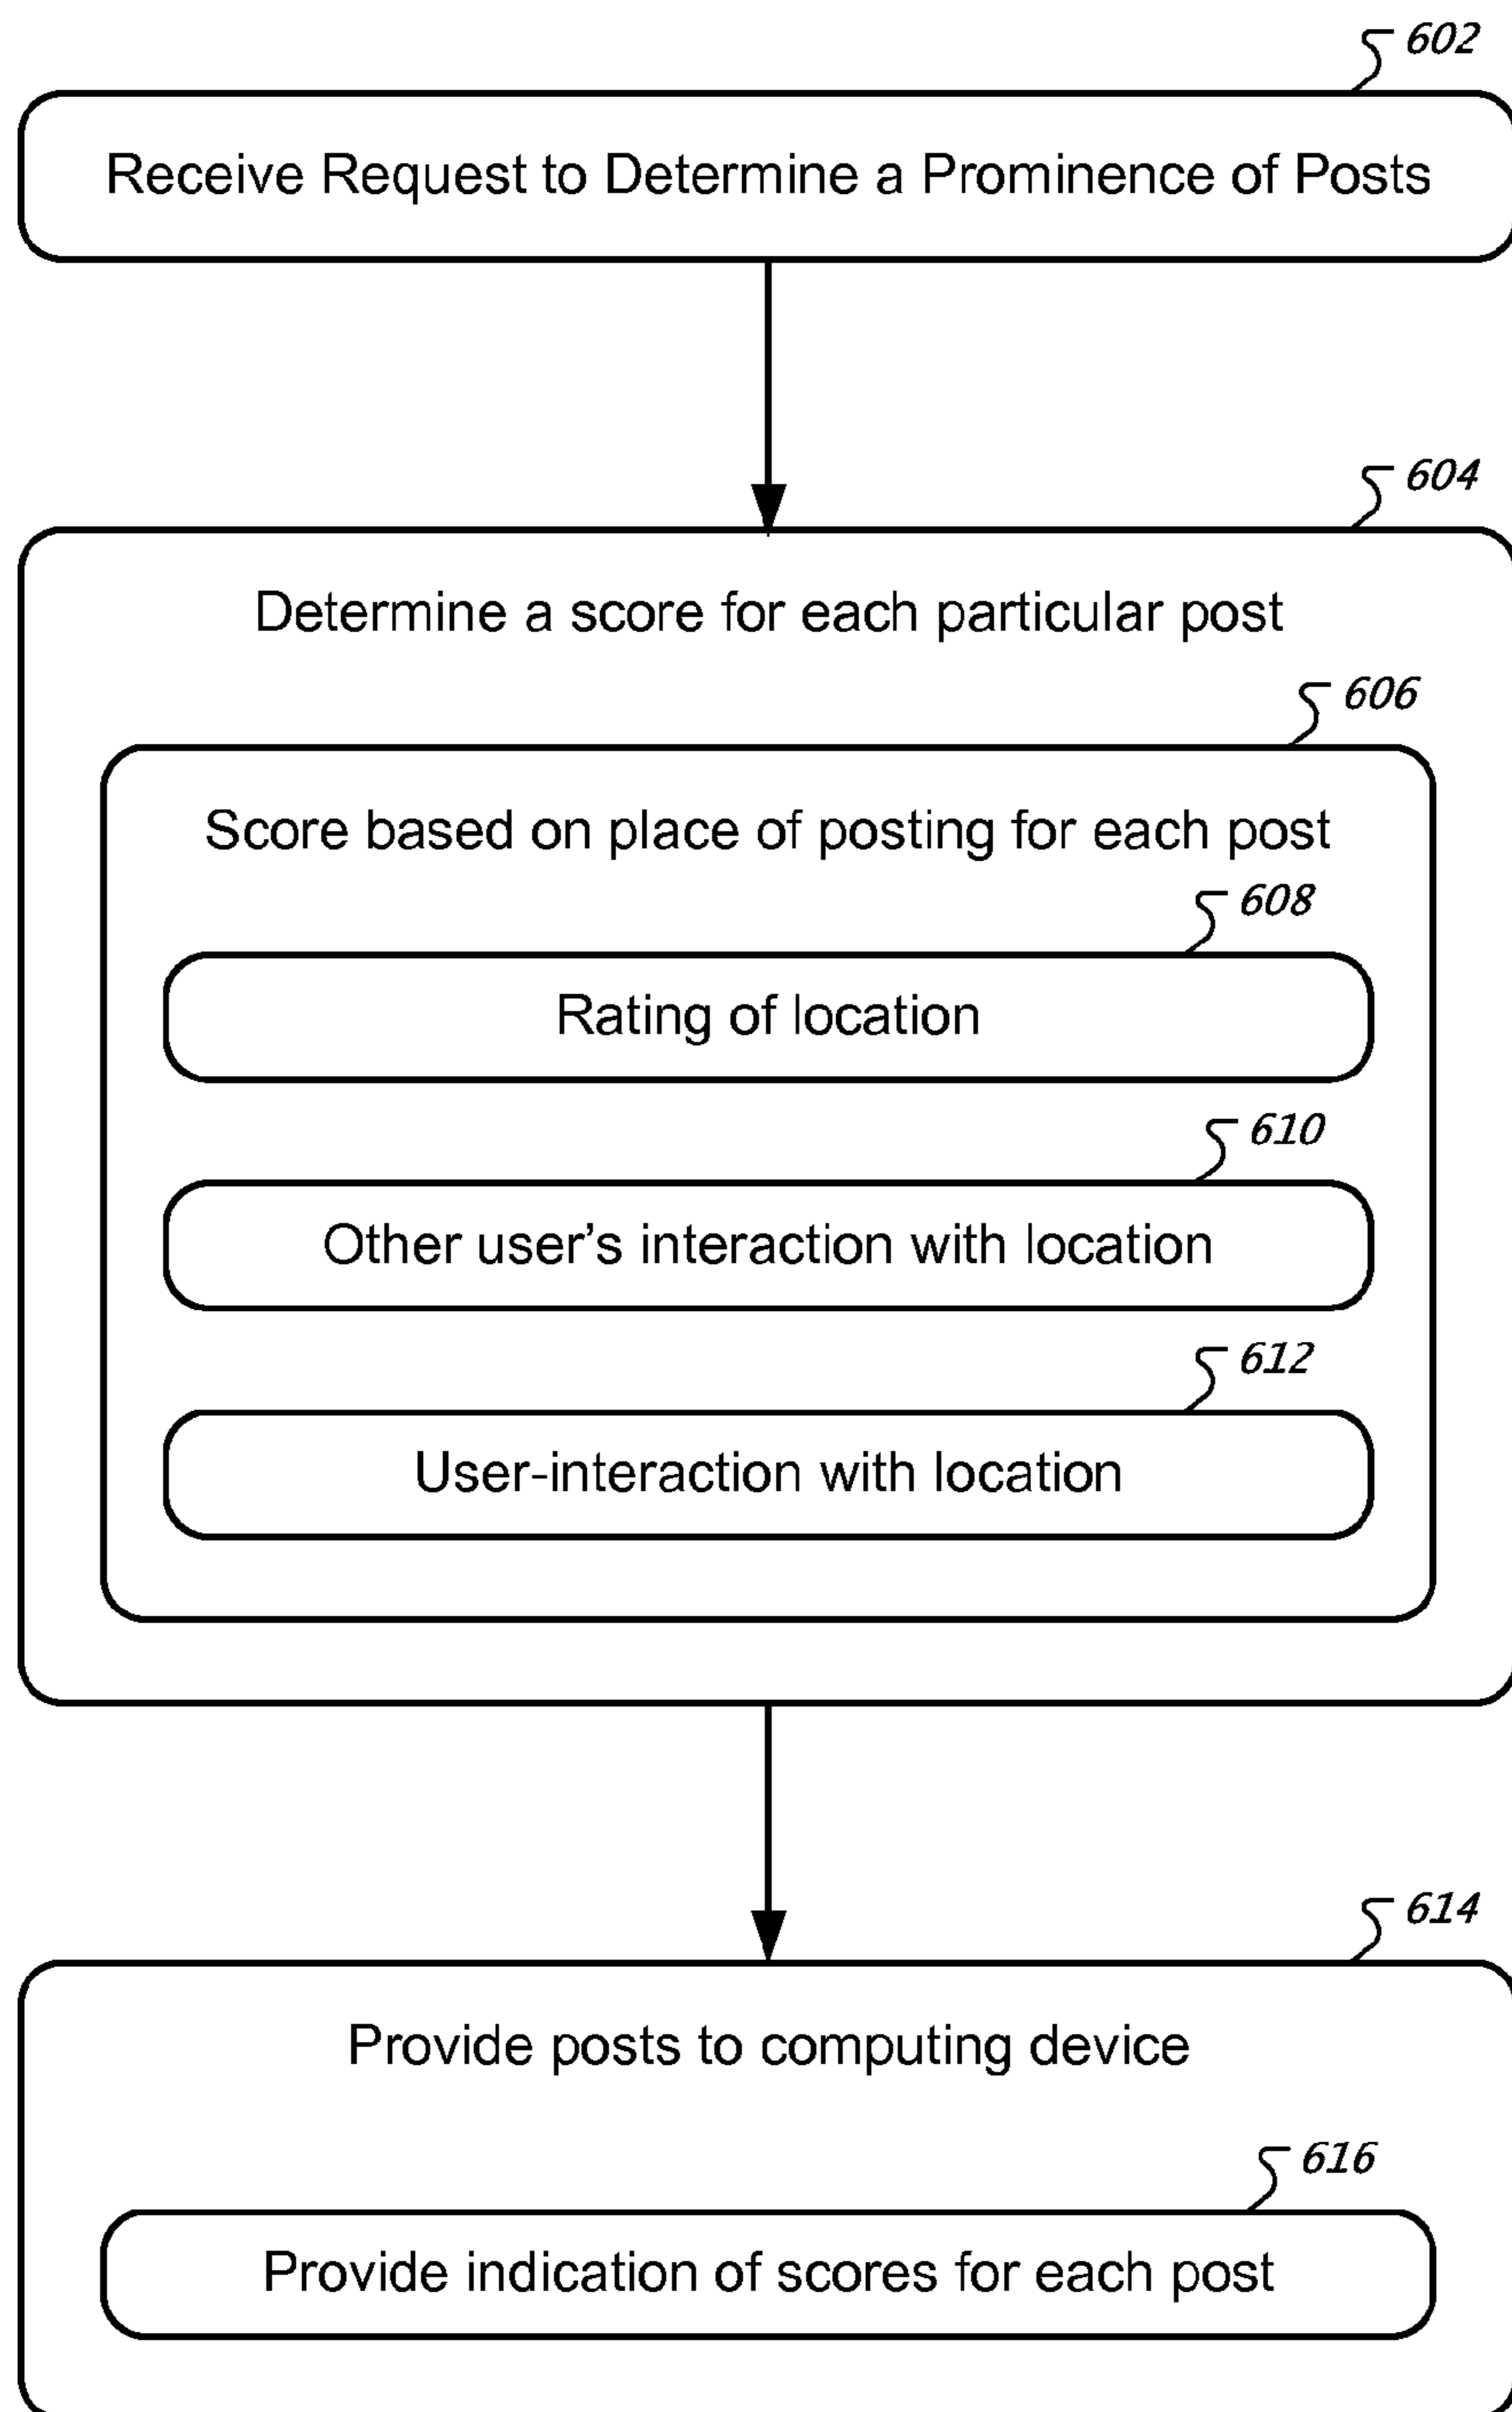 602
Receive Request to Determine a Prominence of Posts
604
Determine a score for each particular post
606
Score based on place of posting for each post
608
Rating of location
610
Other user’s interaction with location
612
User-interaction with location
614
Provide posts to computing device
616
Provide indication of scores for each post